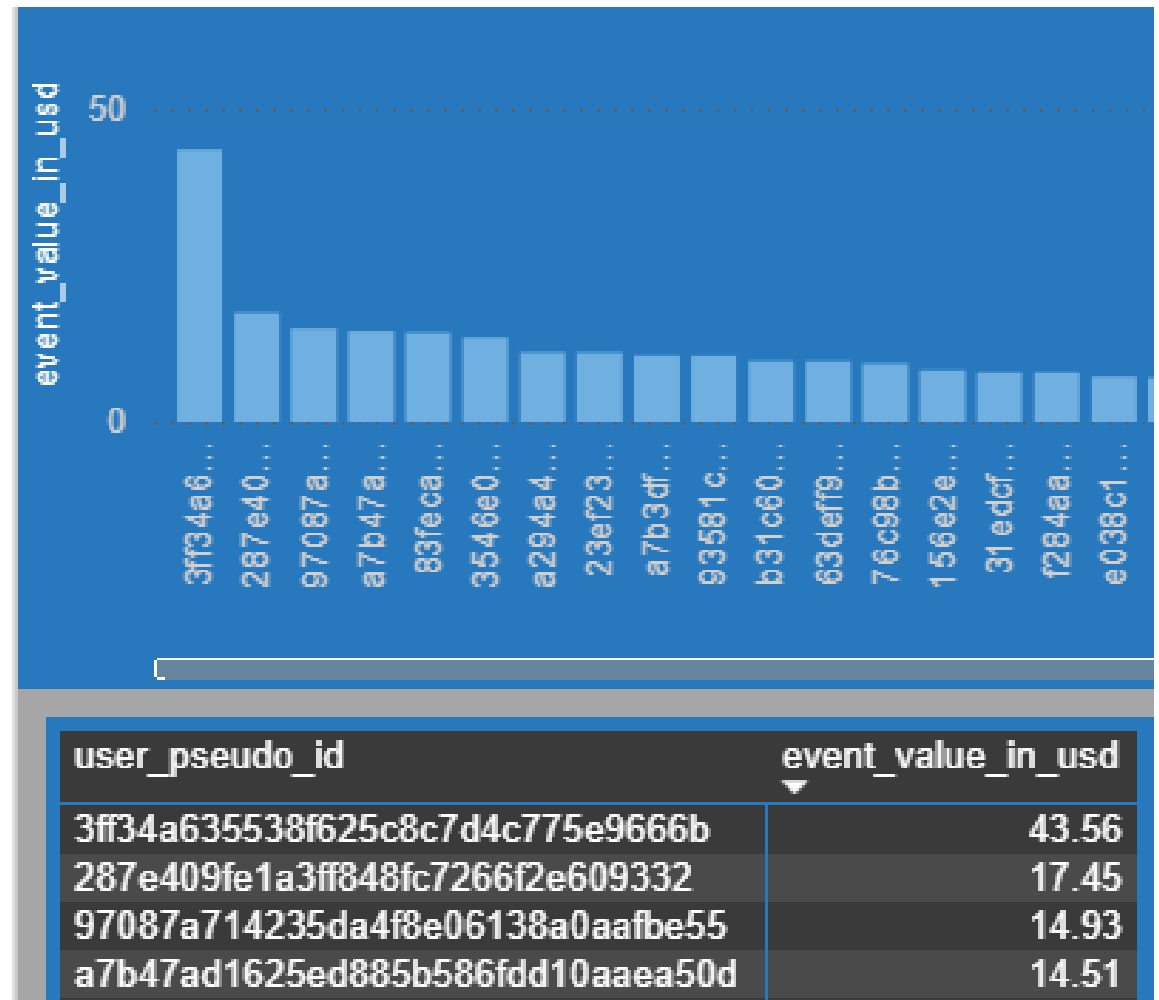 event_value_in_usd
50
0
3ff34a6...
287e40...
97087a...
a7b47a...
83feca...
3546e0...
a294a4...
23ef23...
a7b3df...
93581c...
b31c60...
63deff9...
76c98b...
156e2e...
31edcf...
f284aa...
e038c1...
user_pseudo_id event_value_in_usd
3ff34a635538f625c8c7d4c775e9666b 43.56
287e409fe1a3ff848fc7266f2e609332 17.45
97087a714235da4f8e06138a0aafbe55 14.93
a7b47ad1625ed885b586fdd10aaea50d 14.51